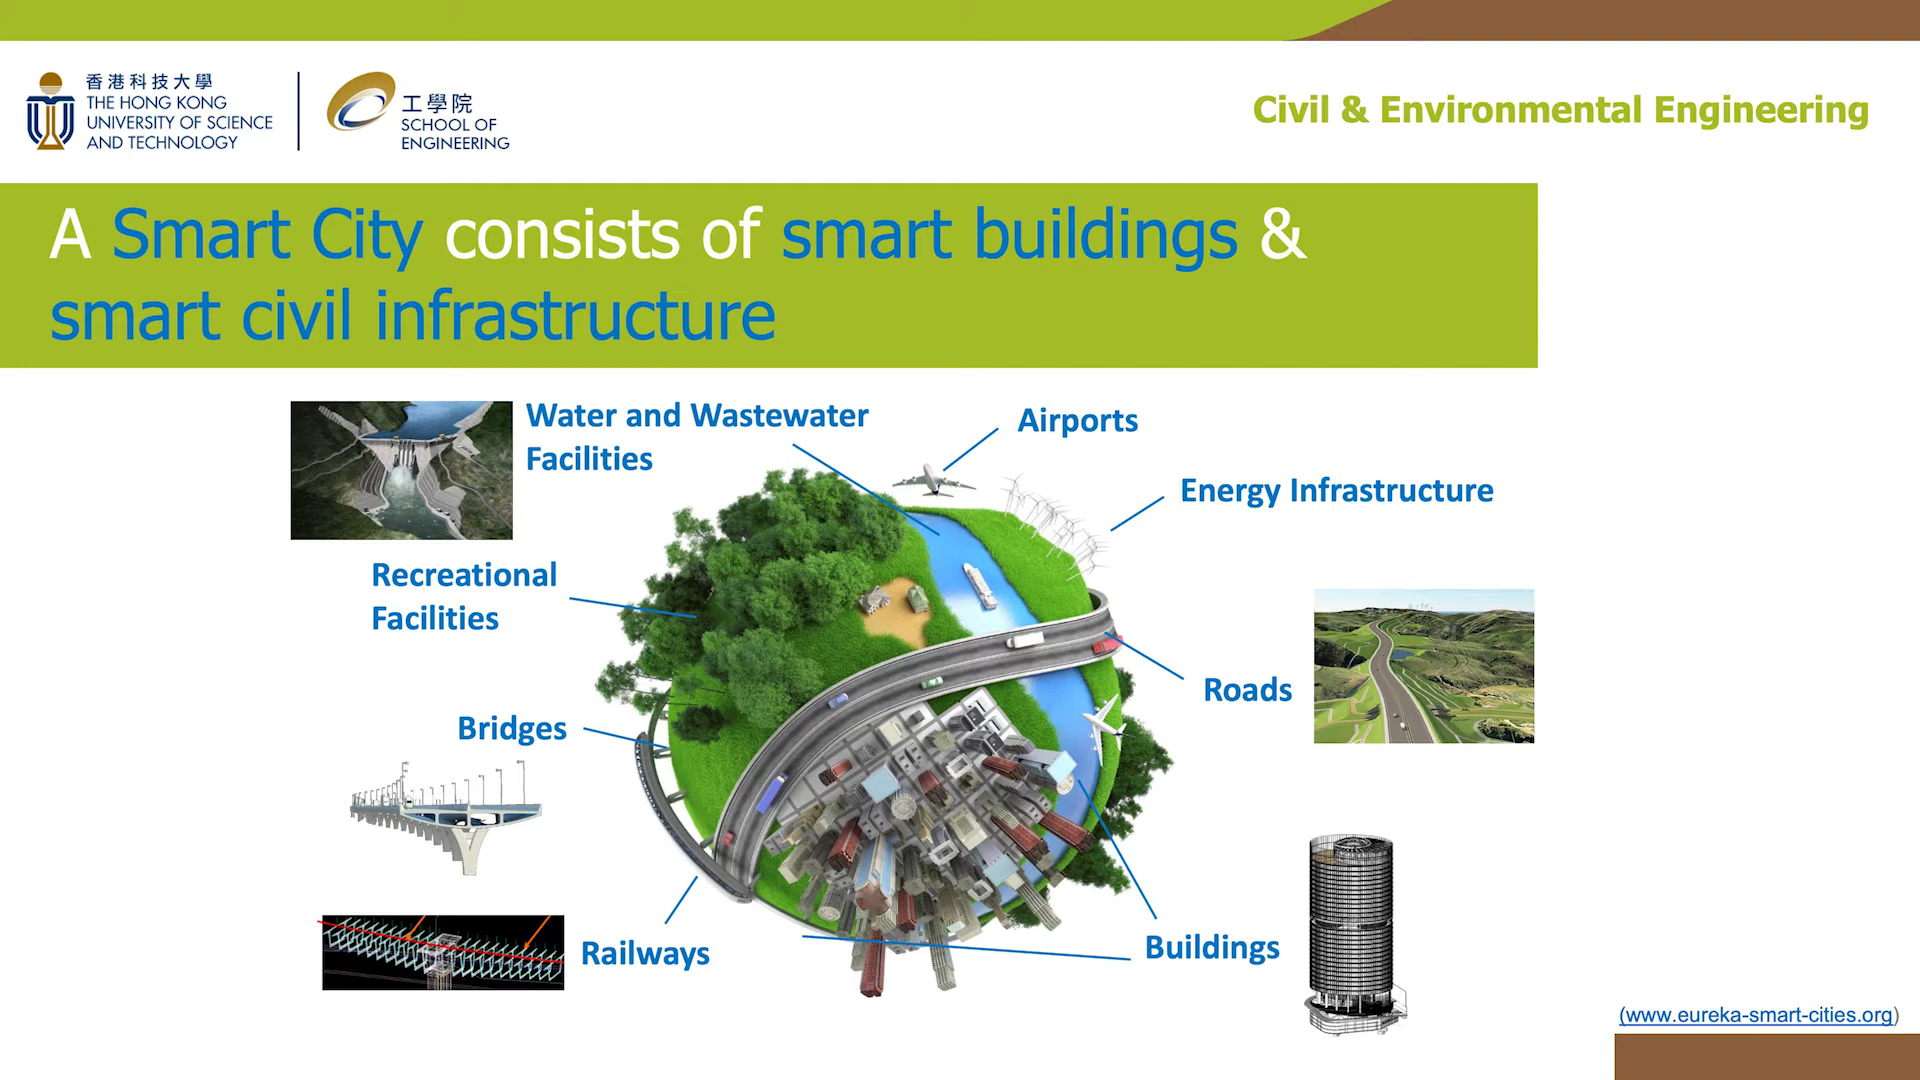 香港科技大學
THE HONG KONG
UNIVERSITY OF SCIENCE
AND TECHNOLOGY
工學院
SCHOOL OF
ENGINEERING
Civil & Environmental Engineering
A Smart City consists of smart buildings &
smart civil infrastructure
Water and Wastewater
Facilities
Airports
Energy Infrastructure
Recreational
Facilities
Roads
Bridges
Railways
Buildings
(www.eureka-smart-cities.org)